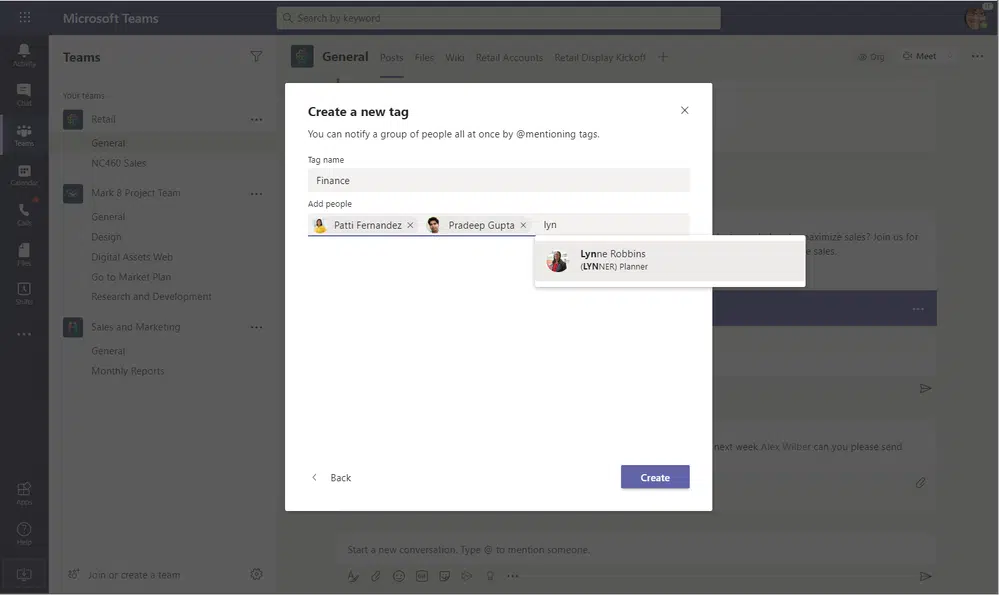 Microsoft Teams
Search by keyword
Activity
Chat
Teams
Calendar
Calls
Files
Shifts
Apps
Help
Teams
Your teams
Retail
General
NC460 Sales
Mark 8 Project Team
General
Design
Digital Assets Web
Go to Market Plan
Research and Development
Sales and Marketing
General
Monthly Reports
Join or create a team
General Posts Files Wiki Retail Accounts Retail Display Kickoff
Org Meet
Create a new tag
You can notify a group of people all at once by @mentioning tags.
Tag name
Finance
Add people
Patti Fernandez Pradeep Gupta lyn
Lynne Robbins
(LYNNER) Planner
maximize sales? Join us for
sales.
next week Alex Wilber can you please send
Back
Create
Start a new conversation. Type @ to mention someone.